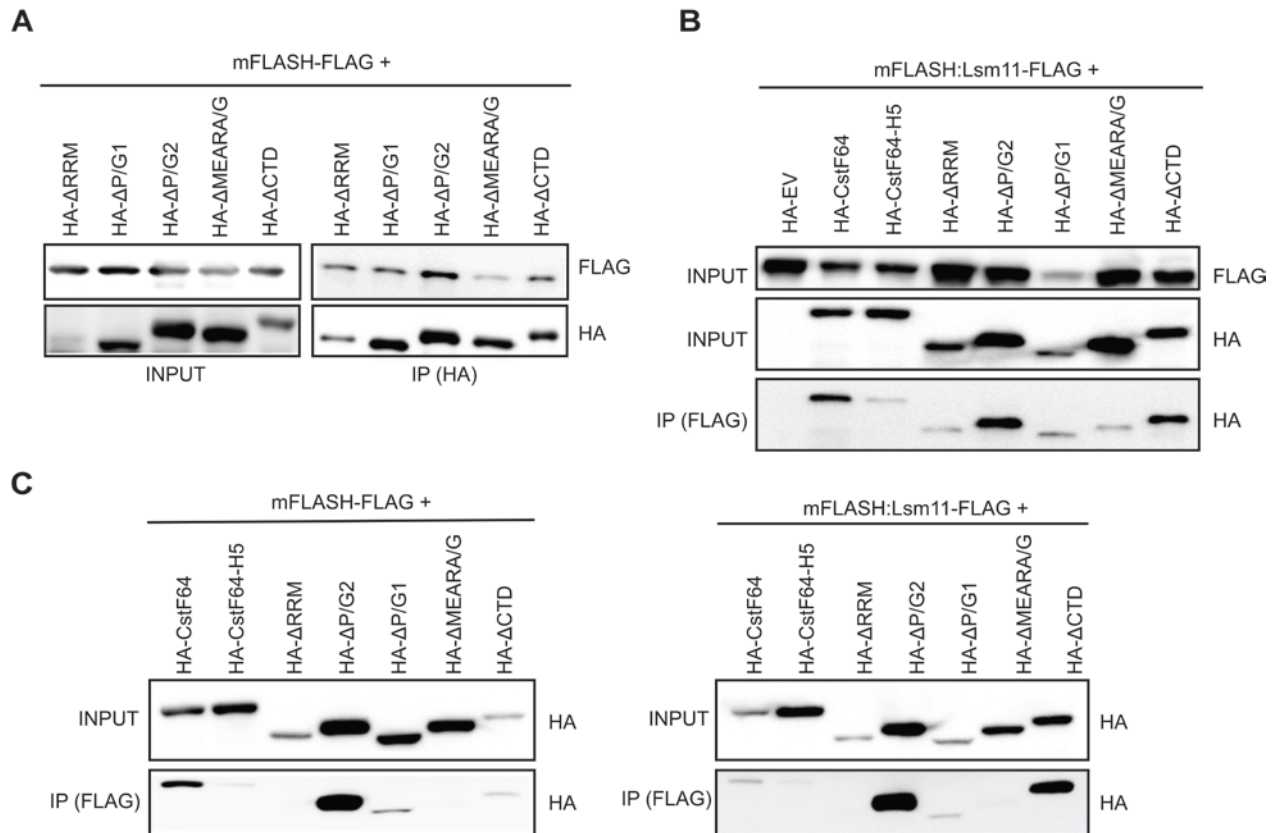 A
mFLASH-FLAG +
HA-ΔRRM
HA-ΔP/G1
HA-ΔP/G2
HA-ΔMEARA/G
HA-ΔCTD
HA-ΔRRM
HA-ΔP/G1
HA-ΔP/G2
HA-ΔMEARA/G
HA-ΔCTD
FLAG
HA
INPUT
IP (HA)
B
mFLASH:Lsm11-FLAG +
HA-EV
HA-CstF64
HA-CstF64-H5
HA-ΔRRM
HA-ΔP/G2
HA-ΔP/G1
HA-ΔMEARA/G
HA-ΔCTD
INPUT FLAG
INPUT HA
IP (FLAG) HA
C
mFLASH-FLAG +
HA-CstF64
HA-CstF64-H5
HA-ΔRRM
HA-ΔP/G2
HA-ΔP/G1
HA-ΔMEARA/G
HA-ΔCTD
INPUT HA
IP (FLAG) HA
mFLASH:Lsm11-FLAG +
HA-CstF64
HA-CstF64-H5
HA-ΔRRM
HA-ΔP/G2
HA-ΔP/G1
HA-ΔMEARA/G
HA-ΔCTD
INPUT HA
IP (FLAG) HA